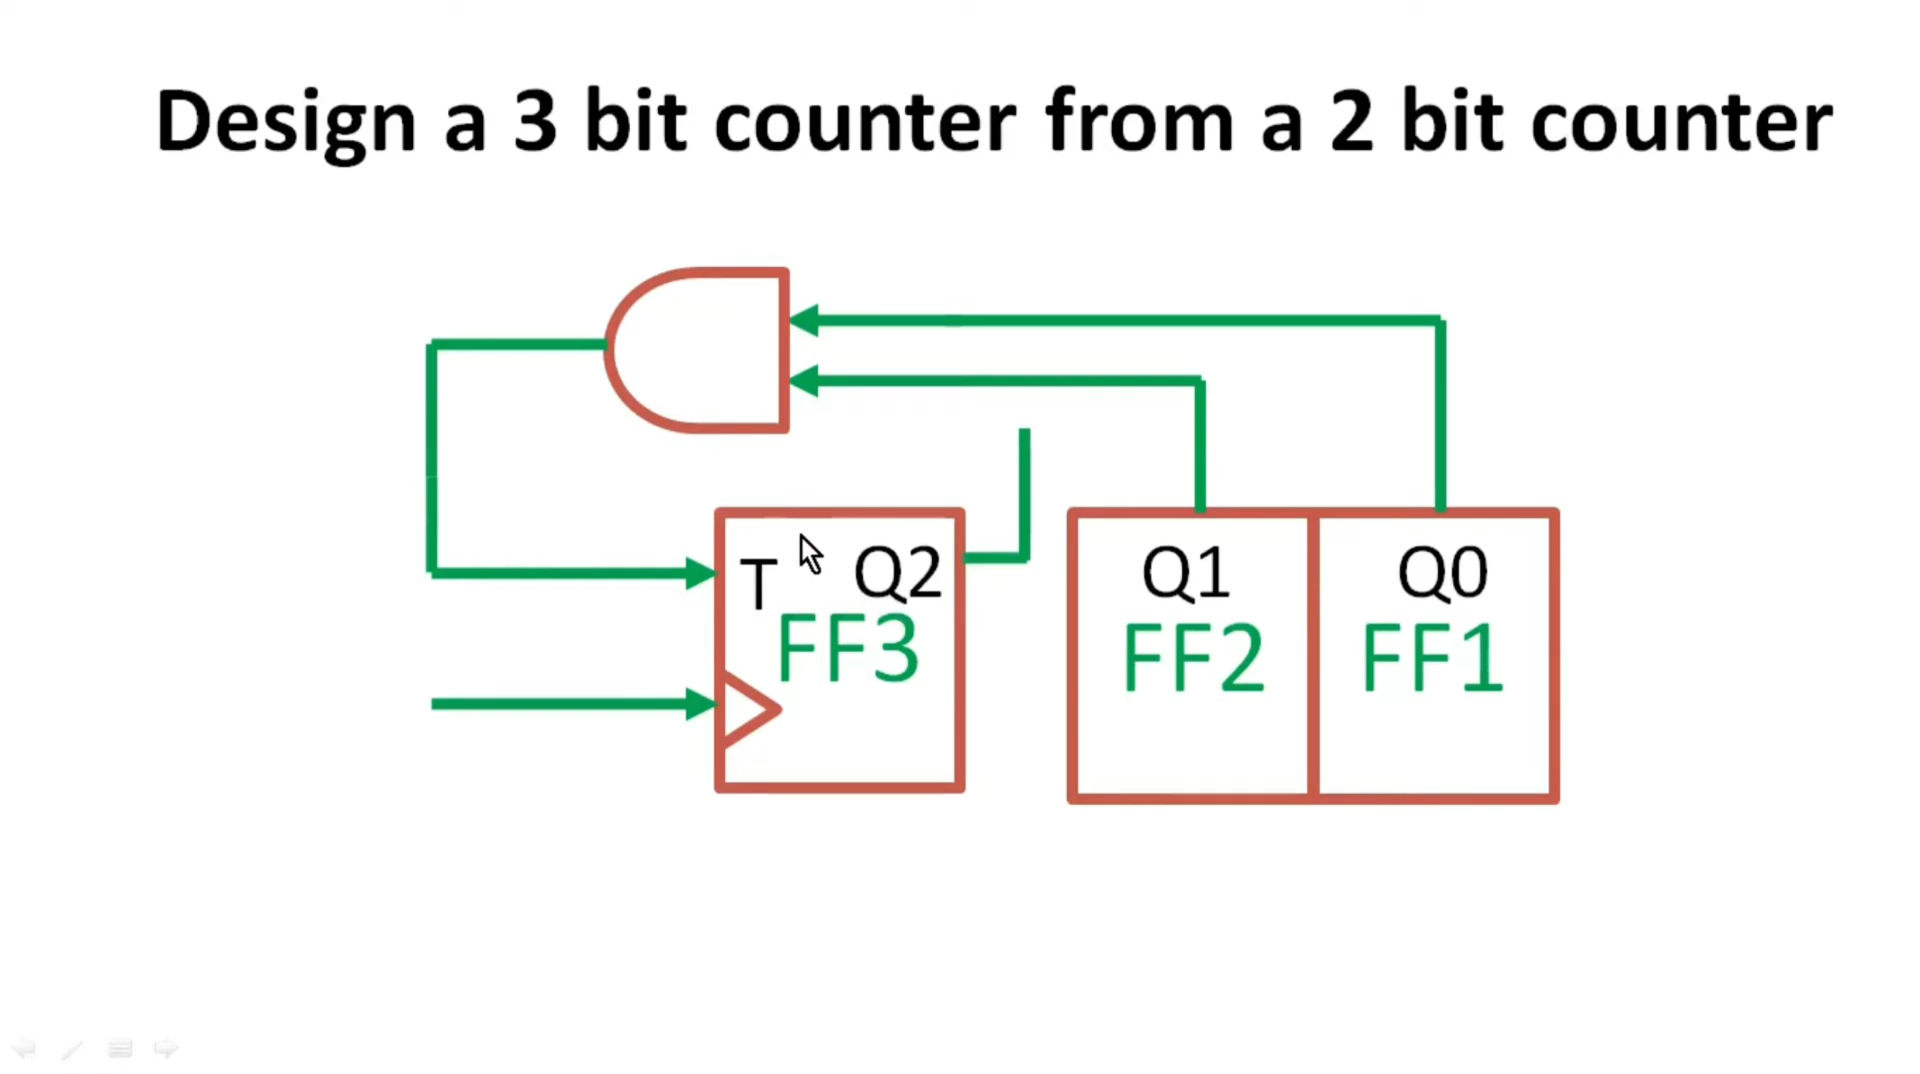 Design a 3 bit counter from a 2 bit counter
T Q2
FF3
Q1
FF2
Q0
FF1